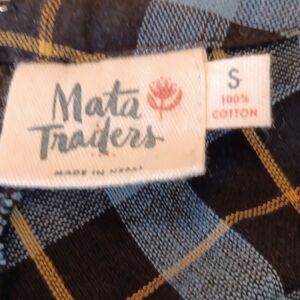 Mata
Traders
MADE IN NEPAL
S
100%
COTTON